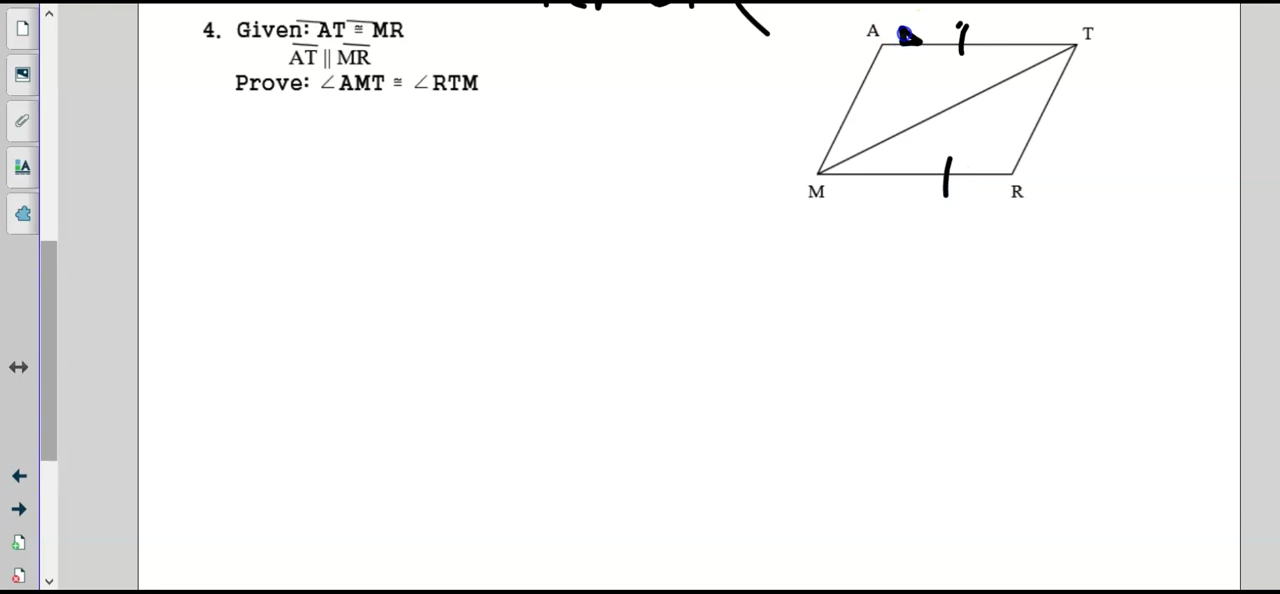 4. Given: AT ≅ MR
AT || MR
Prove: ∠AMT ≅ ∠RTM
A
T
M
R